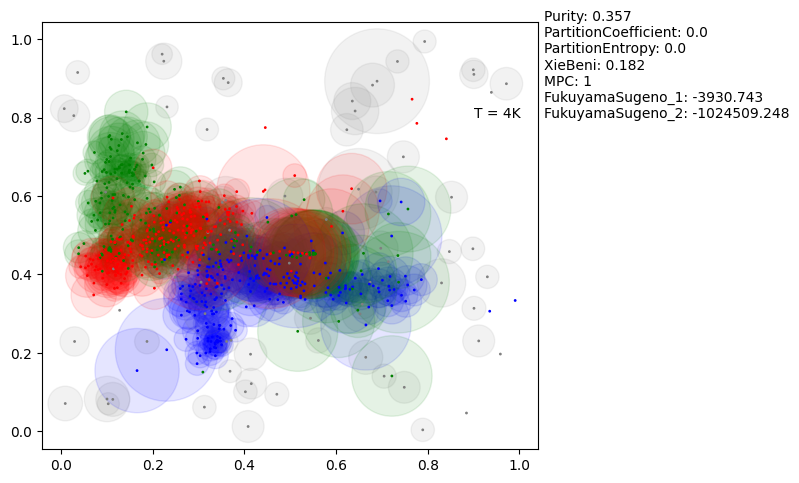 Purity: 0.357
PartitionCoefficient: 0.0
PartitionEntropy: 0.0
XieBeni: 0.182
MPC: 1
FukuyamaSugeno_1: -3930.743
FukuyamaSugeno_2: -1024509.248
T = 4K
1.0
0.8
0.6
0.4
0.2
0.0
0.0 0.2 0.4 0.6 0.8 1.0